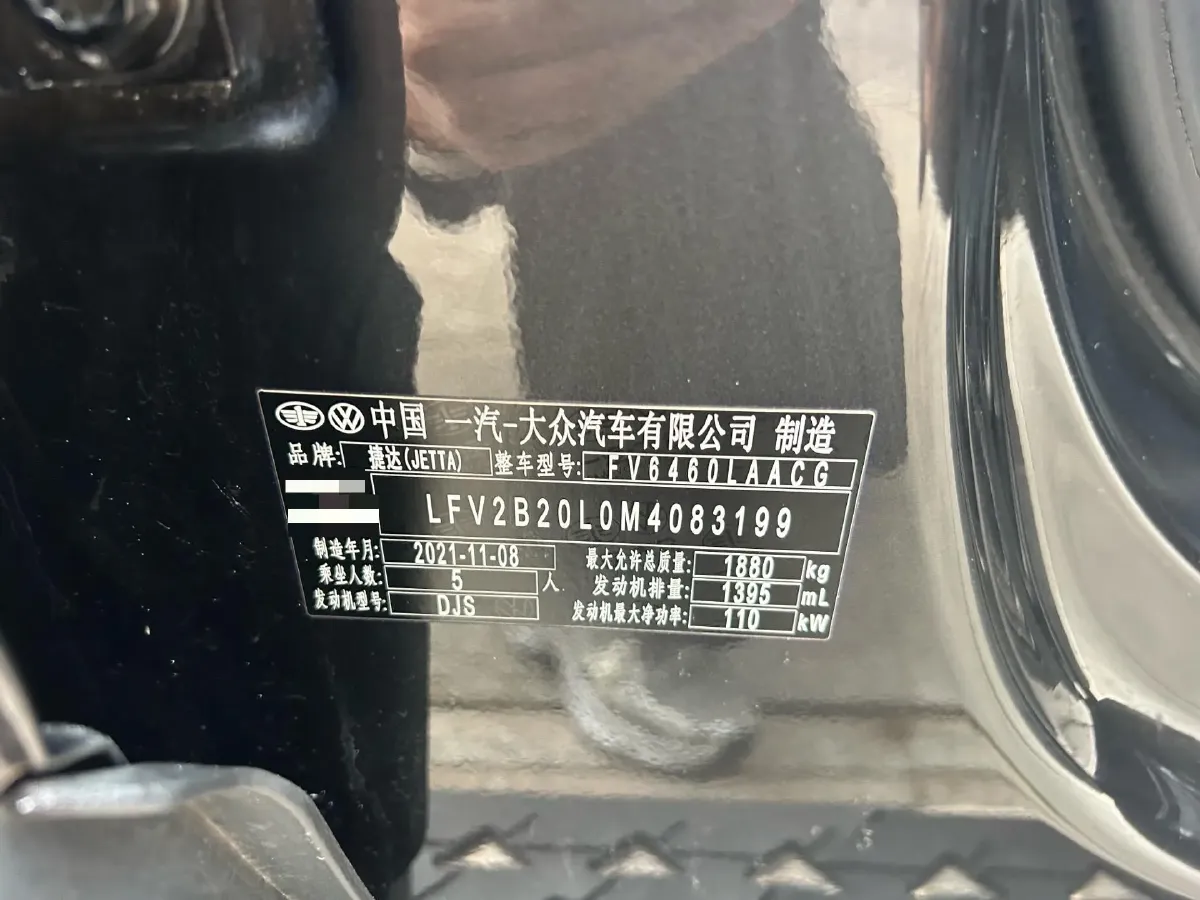 中国 一汽-大众汽车有限公司 制造
品牌: 捷达(JETTA) 整车型号: FV6460LAACG
LFV2B20L0M4083199
制造年月: 2021-11-08 最大允许总质量: 1880 kg
乘坐人数: 5 人 发动机排量: 1395 mL
发动机型号: DJS 发动机最大净功率: 110 kW